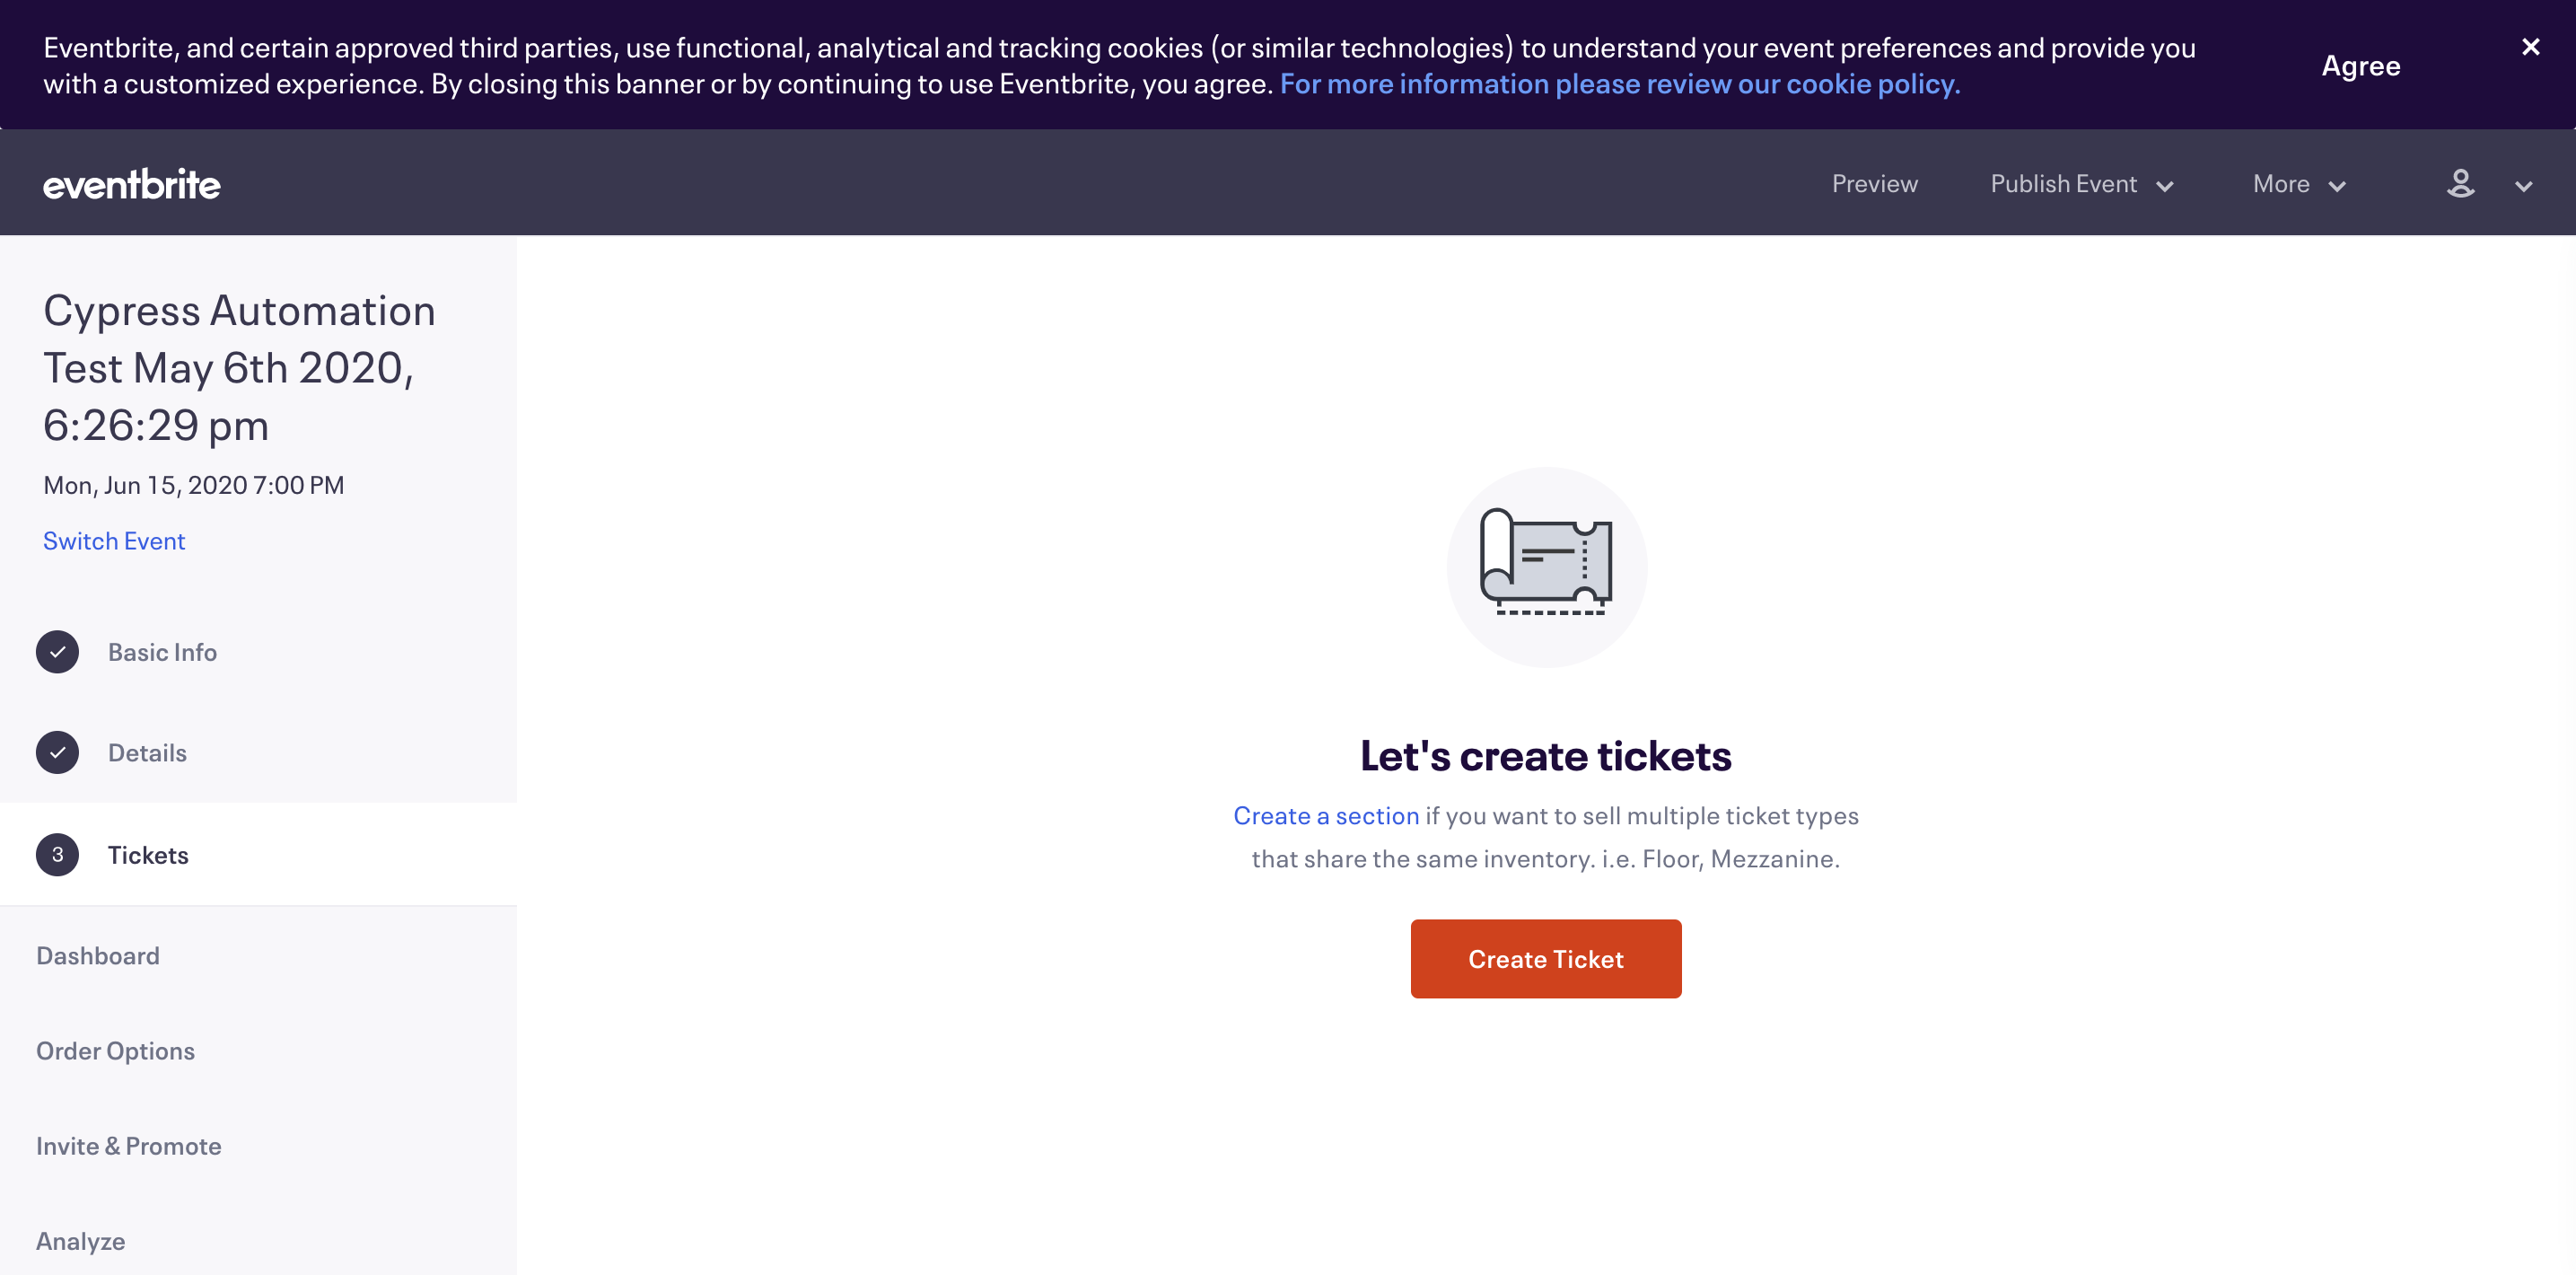 Eventbrite, and certain approved third parties, use functional, analytical and tracking cookies (or similar technologies) to understand your event preferences and provide you
with a customized experience. By closing this banner or by continuing to use Eventbrite, you agree. For more information please review our cookie policy.
Agree
eventbrite
Preview
Publish Event
More
Cypress Automation
Test May 6th 2020,
6:26:29 pm
Mon, Jun 15, 2020 7:00 PM
Switch Event
Basic Info
Details
3 Tickets
Dashboard
Order Options
Invite & Promote
Analyze
Let's create tickets
Create a section if you want to sell multiple ticket types
that share the same inventory. i.e. Floor, Mezzanine.
Create Ticket